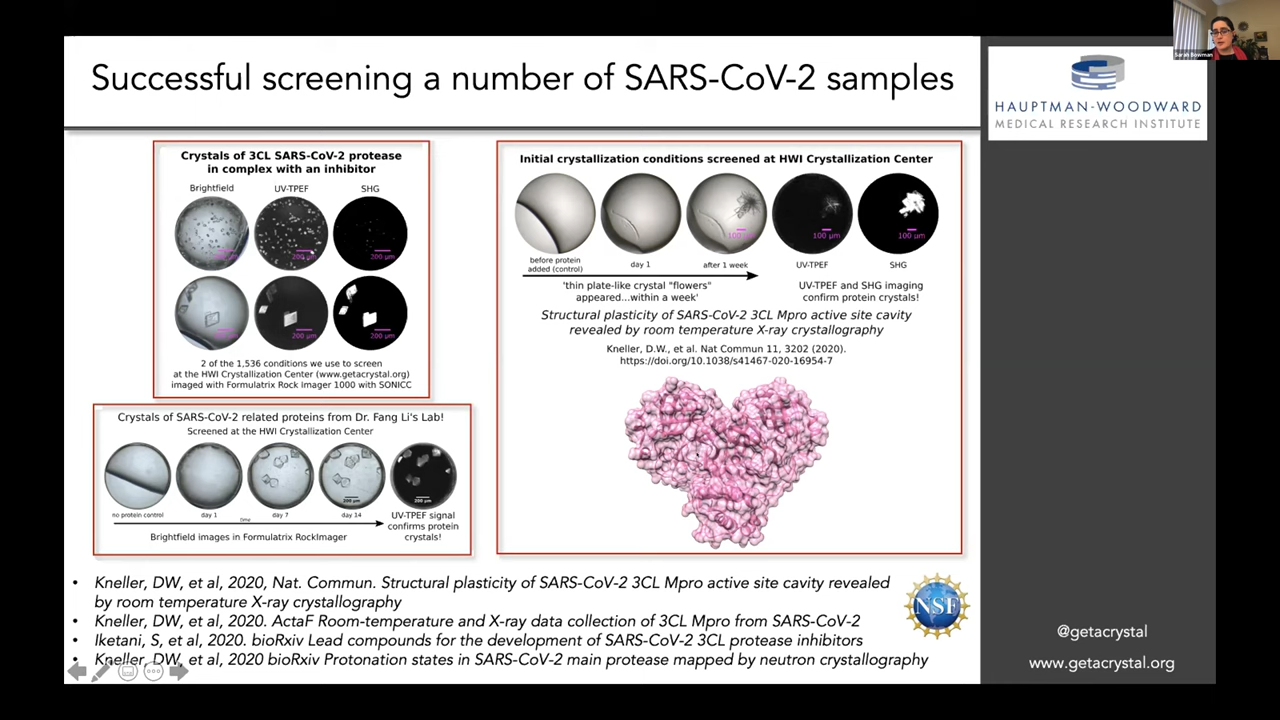 Successful screening a number of SARS-CoV-2 samples
Sarah Bowman
HAUPTMAN-WOODWARD
MEDICAL RESEARCH INSTITUTE
Crystals of 3CL SARS-CoV-2 protease
in complex with an inhibitor
Brightfield UV-TPEF SHG
200 μm 200 μm 200 μm
200 μm 200 μm 200 μm
2 of the 1,536 conditions we use to screen
at the HWI Crystallization Center (www.getacrystal.org)
imaged with Formulatrix Rock Imager 1000 with SONICC
Crystals of SARS-CoV-2 related proteins from Dr. Fang Li's Lab!
Screened at the HWI Crystallization Center
200 μm 200 μm
no protein control day 1 day 7 day 14
time
UV-TPEF signal
confirms protein
crystals!
Brightfield images in Formulatrix RockImager
Initial crystallization conditions screened at HWI Crystallization Center
100 μm 100 μm 100 μm
before protein
added (control)
day 1 after 1 week UV-TPEF SHG
'thin plate-like crystal "flowers"
appeared...within a week'
UV-TPEF and SHG imaging
confirm protein crystals!
Structural plasticity of SARS-CoV-2 3CL Mpro active site cavity
revealed by room temperature X-ray crystallography
Kneller, D.W., et al. Nat Commun 11, 3202 (2020).
https://doi.org/10.1038/s41467-020-16954-7
• Kneller, DW, et al, 2020, Nat. Commun. Structural plasticity of SARS-CoV-2 3CL Mpro active site cavity revealed
by room temperature X-ray crystallography
• Kneller, DW, et al, 2020. ActaF Room-temperature and X-ray data collection of 3CL Mpro from SARS-CoV-2
• Iketani, S, et al, 2020. bioRxiv Lead compounds for the development of SARS-CoV-2 3CL protease inhibitors
• Kneller, DW, et al, 2020 bioRxiv Protonation states in SARS-CoV-2 main protease mapped by neutron crystallography
NSF
@getacrystal
www.getacrystal.org